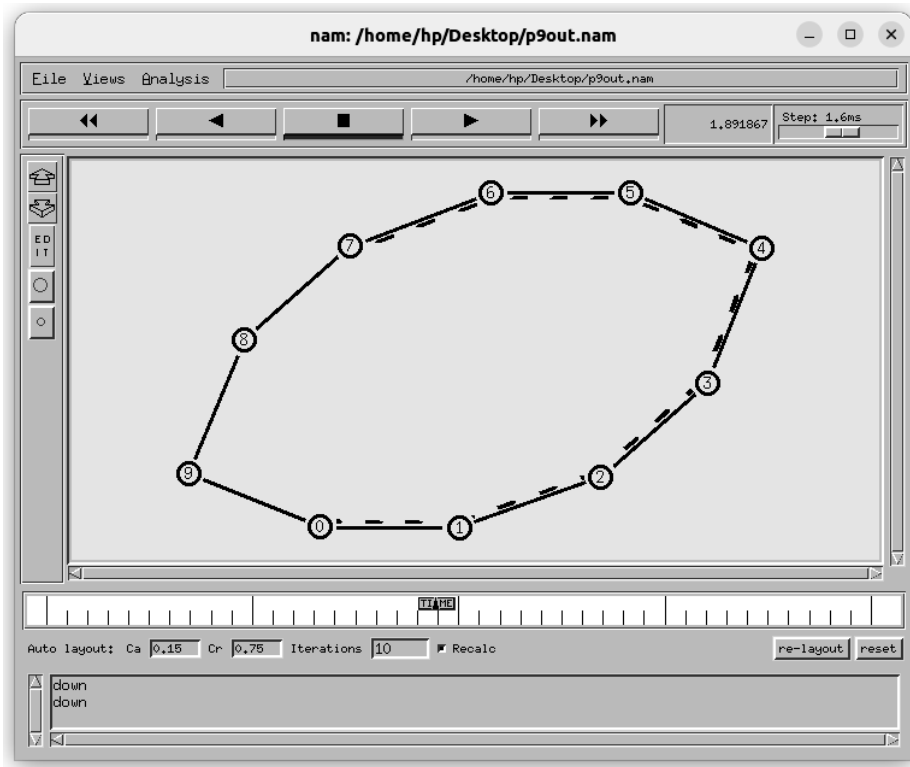 nam: /home/hp/Desktop/p9out.nam
File Views Analysis /home/hp/Desktop/p9out.nam
1.891867 Step: 1.6ms
ED
IT
6 5
7 4
8
3
9 2
0 1
TIME
Auto layout: Ca 0.15 Cr 0.75 Iterations 10 Recalc re-layout reset
down
down